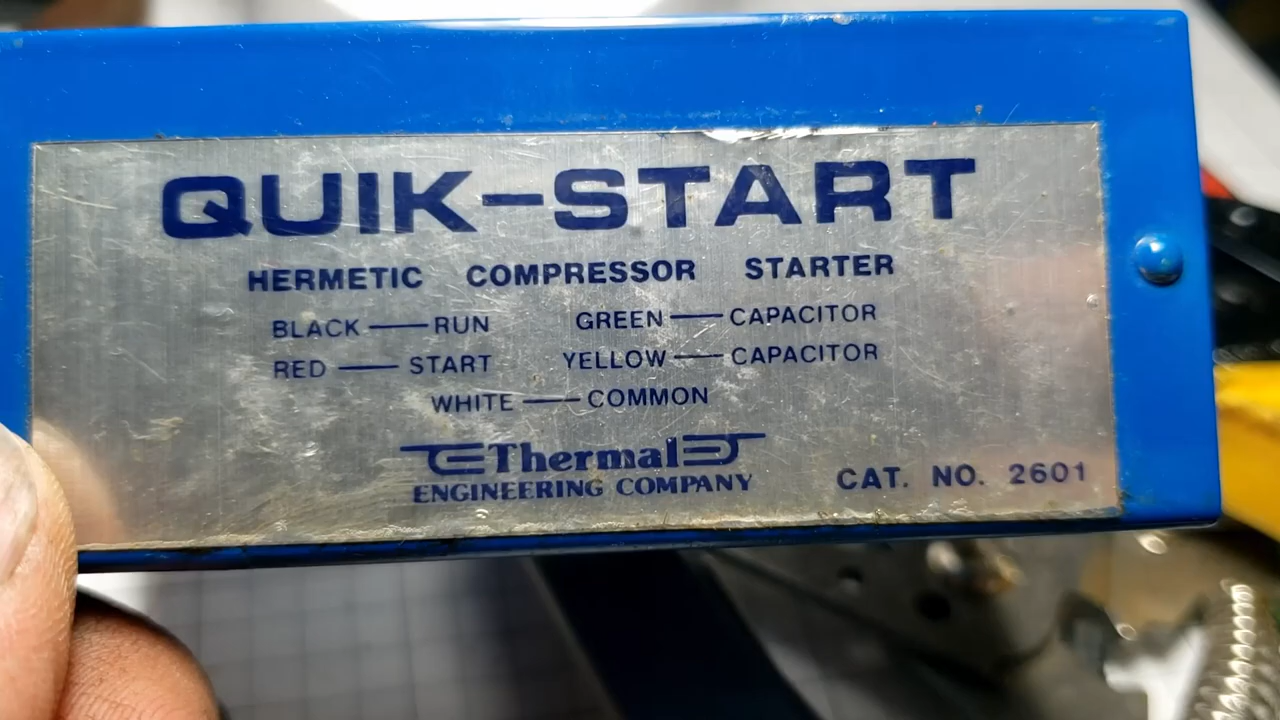 QUIK-START
HERMETIC COMPRESSOR STARTER
BLACK — RUN GREEN — CAPACITOR
RED — START YELLOW — CAPACITOR
WHITE — COMMON
Thermal
ENGINEERING COMPANY
CAT. NO. 2601